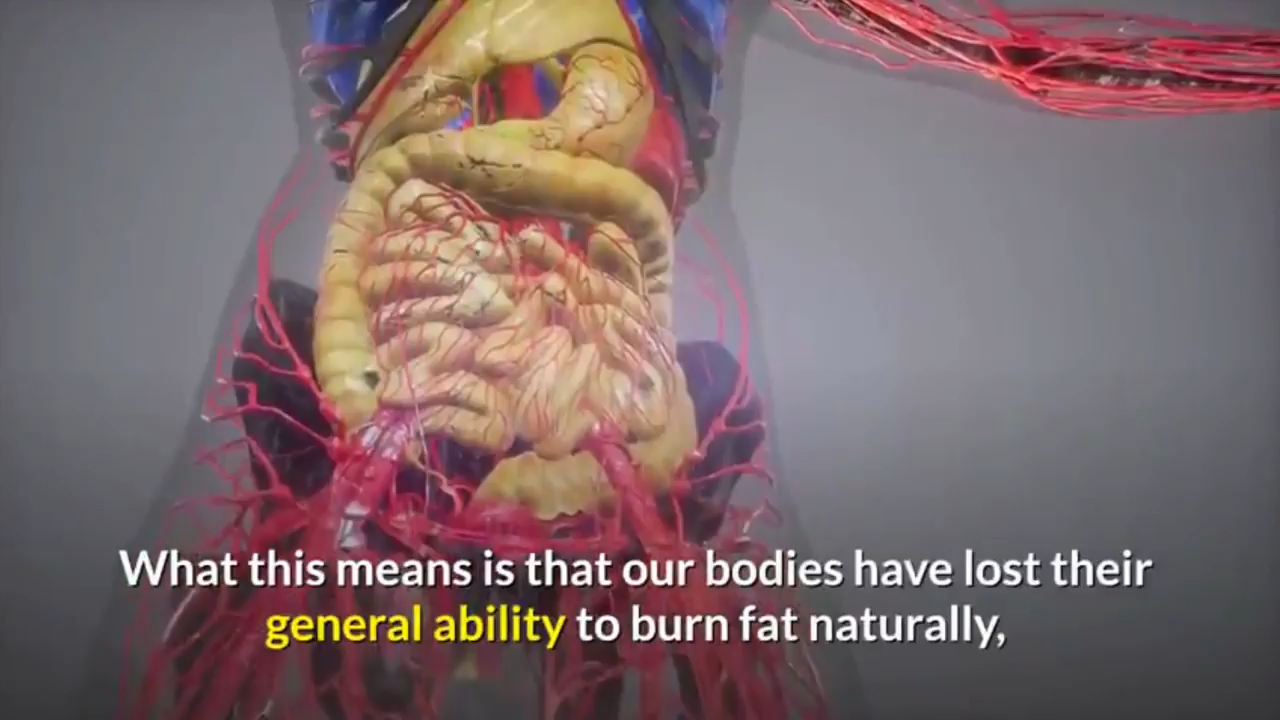 What this means is that our bodies have lost their
general ability to burn fat naturally,